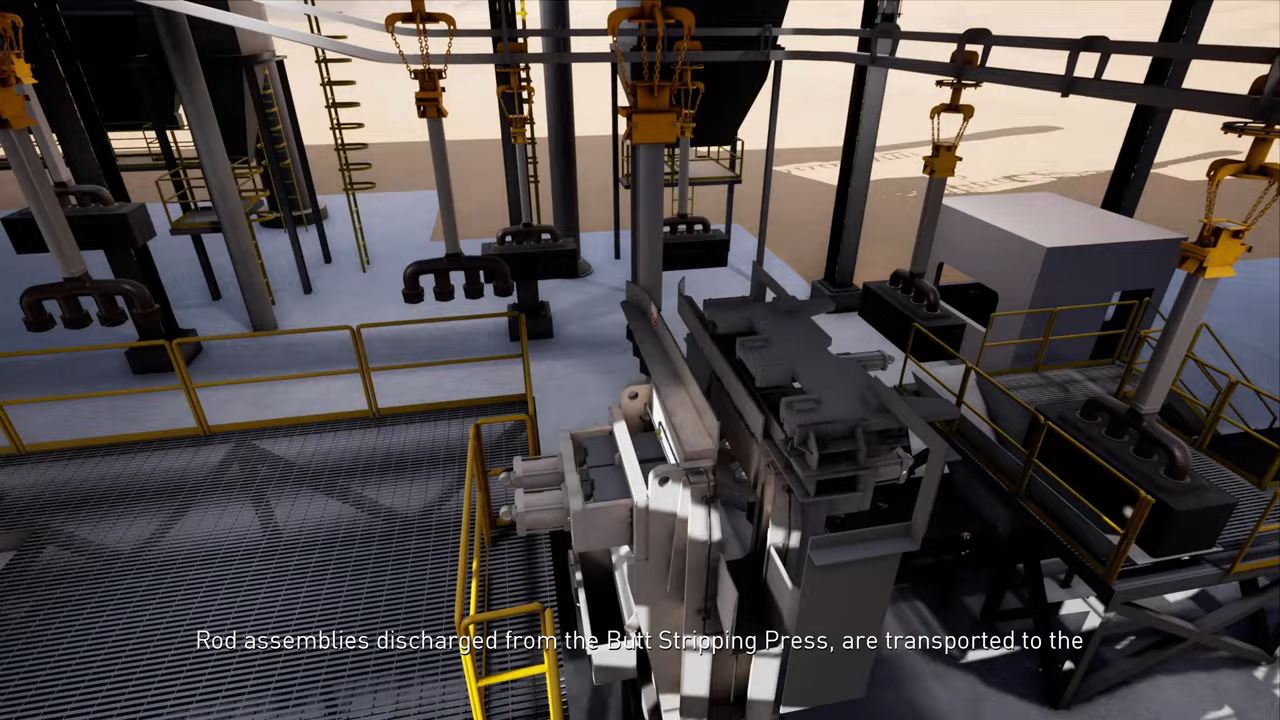 Rod assemblies discharged from the Butt Stripping Press, are transported to the